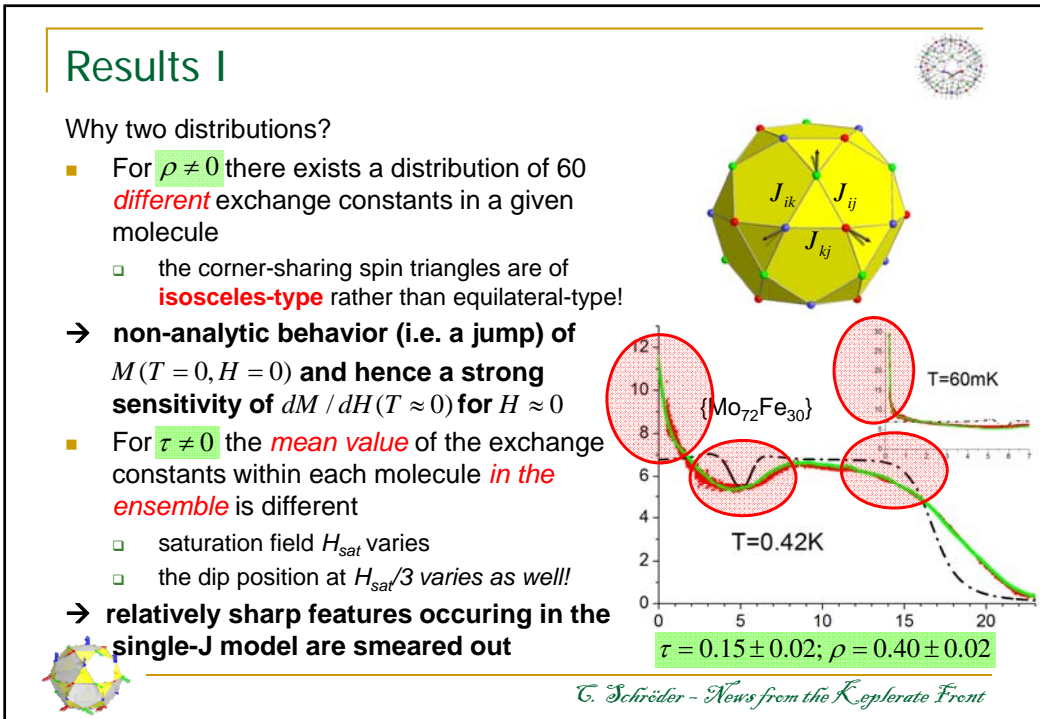 Results I
Why two distributions?
For ρ ≠ 0 there exists a distribution of 60
different exchange constants in a given
molecule
the corner-sharing spin triangles are of
isosceles-type rather than equilateral-type!
→ non-analytic behavior (i.e. a jump) of
M(T = 0, H = 0) and hence a strong
sensitivity of dM / dH(T ≈ 0) for H ≈ 0
For τ ≠ 0 the mean value of the exchange
constants within each molecule in the
ensemble is different
saturation field H_sat varies
the dip position at H_sat/3 varies as well!
→ relatively sharp features occuring in the
single-J model are smeared out
J_ik J_ij
J_kj
12
10
8
6
4
2
0
0 5 10 15 20
{Mo72Fe30}
T=0.42K
30
25
20
15
10
T=60mK
τ = 0.15 ± 0.02; ρ = 0.40 ± 0.02
C. Schröder – News from the Keplerate Front